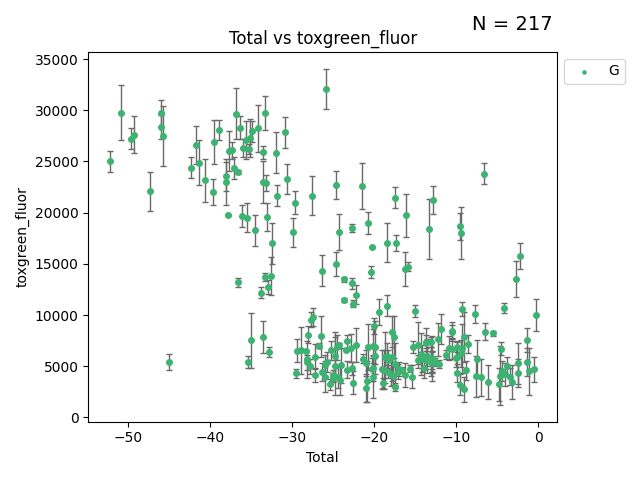 N = 217
Total vs toxgreen_fluor
G
toxgreen_fluor
35000
30000
25000
20000
15000
10000
5000
0
−50 −40 −30 −20 −10 0
Total